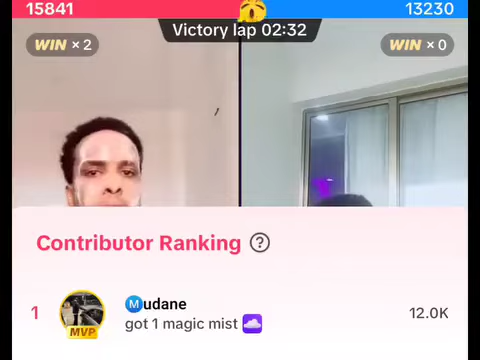 15841 13230
Victory lap 02:32
WIN × 2 WIN × 0
Contributor Ranking ?
1 Mudane 12.0K
got 1 magic mist
MVP